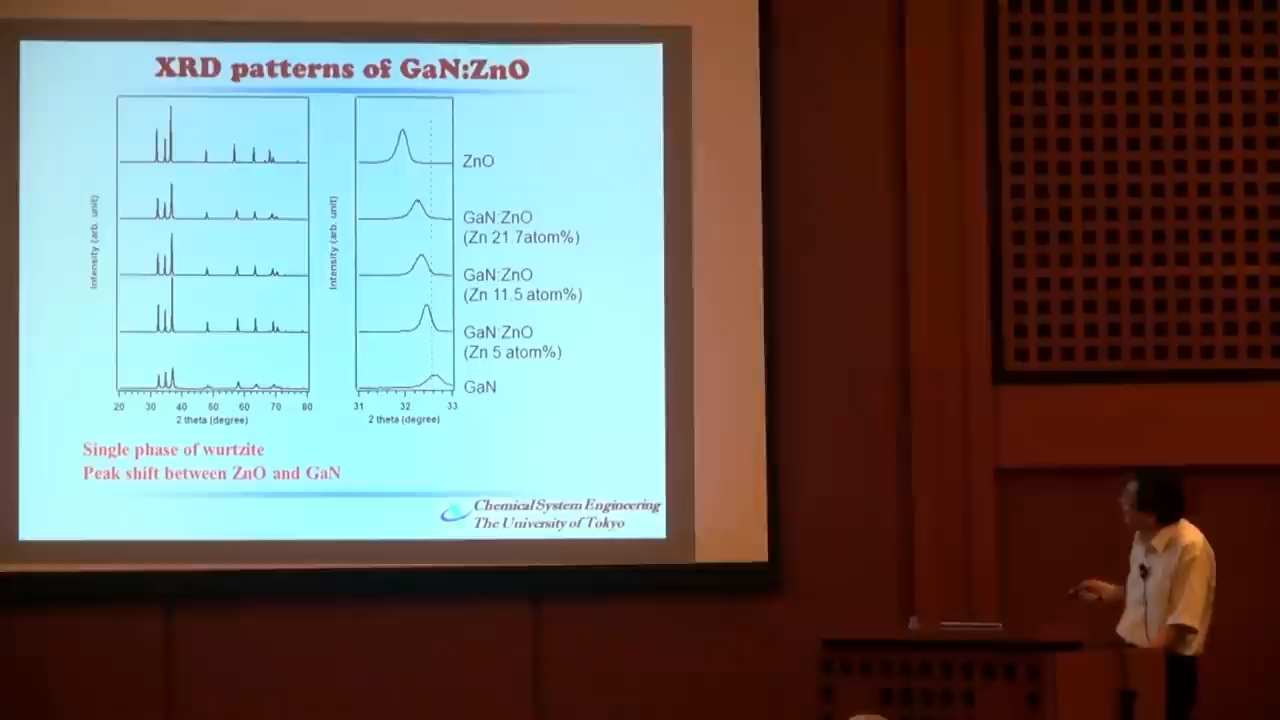 XRD patterns of GaN:ZnO
Intensity (arb. unit)
Intensity (arb. unit)
ZnO
GaN:ZnO
(Zn 21.7atom%)
GaN:ZnO
(Zn 11.5 atom%)
GaN:ZnO
(Zn 5 atom%)
GaN
20 30 40 50 60 70 80
2 theta (degree)
31 32 33
2 theta (degree)
Single phase of wurtzite
Peak shift between ZnO and GaN
Chemical System Engineering
The University of Tokyo